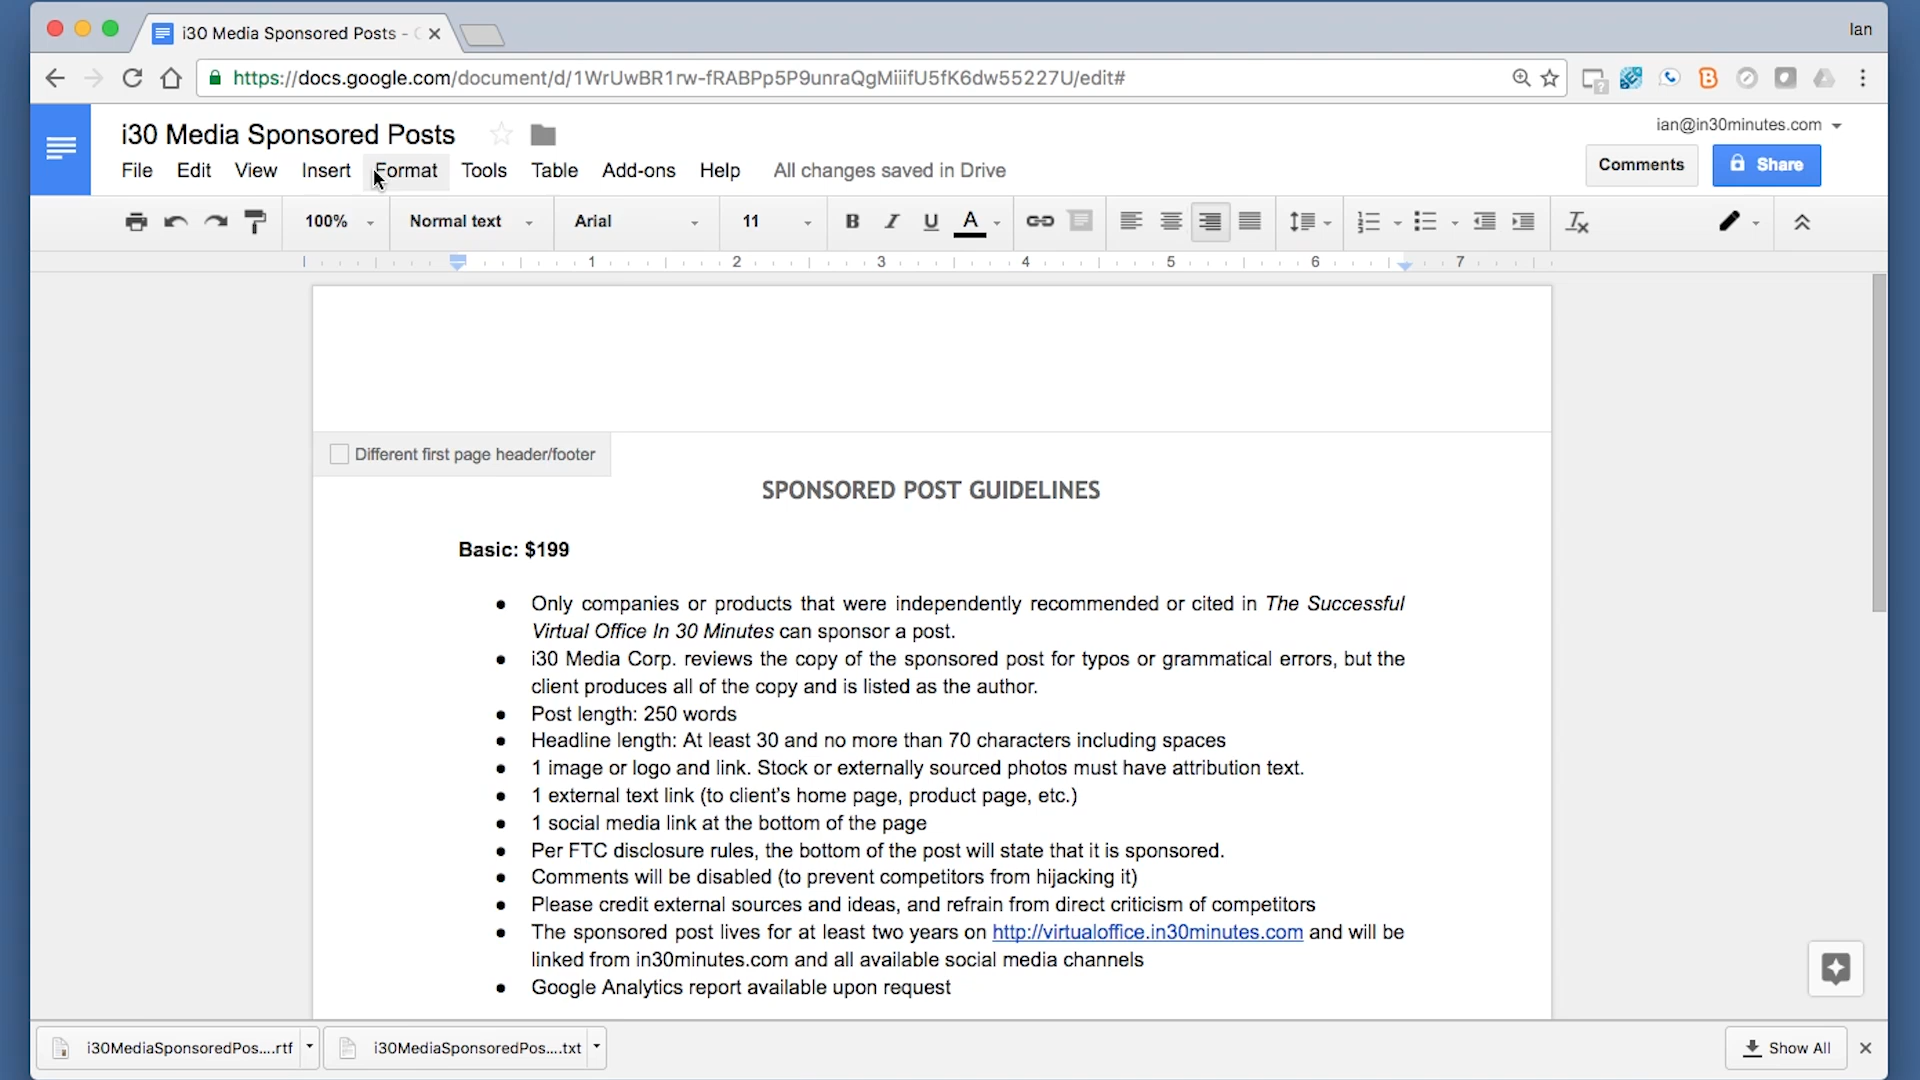 i30 Media Sponsored Posts -
Ian
https://docs.google.com/document/d/1WrUwBR1rw-fRABPp5P9unraQgMiiifU5fK6dw55227U/edit#
i30 Media Sponsored Posts
ian@in30minutes.com
File Edit View Insert Format Tools Table Add-ons Help All changes saved in Drive
Comments
Share
100% Normal text Arial 11 B I U A
1 2 3 4 5 6 7
Different first page header/footer
SPONSORED POST GUIDELINES
Basic: $199
● Only companies or products that were independently recommended or cited in The Successful
Virtual Office In 30 Minutes can sponsor a post.
● i30 Media Corp. reviews the copy of the sponsored post for typos or grammatical errors, but the
client produces all of the copy and is listed as the author.
● Post length: 250 words
● Headline length: At least 30 and no more than 70 characters including spaces
● 1 image or logo and link. Stock or externally sourced photos must have attribution text.
● 1 external text link (to client's home page, product page, etc.)
● 1 social media link at the bottom of the page
● Per FTC disclosure rules, the bottom of the post will state that it is sponsored.
● Comments will be disabled (to prevent competitors from hijacking it)
● Please credit external sources and ideas, and refrain from direct criticism of competitors
● The sponsored post lives for at least two years on http://virtualoffice.in30minutes.com and will be
linked from in30minutes.com and all available social media channels
● Google Analytics report available upon request
i30MediaSponsoredPos....rtf
i30MediaSponsoredPos....txt
Show All